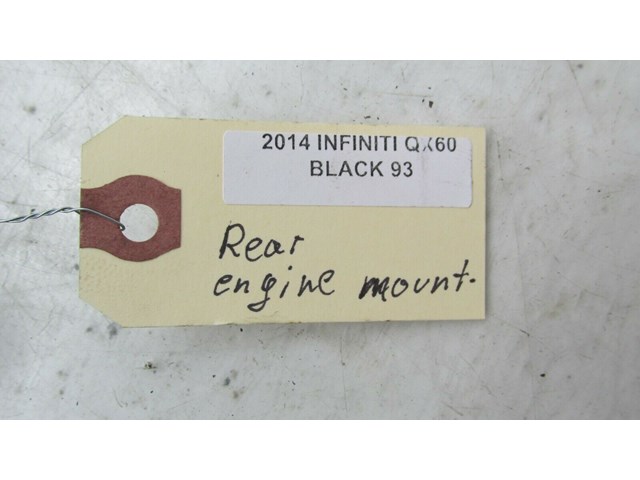 2014 INFINITI QX60
BLACK 93
Rear
engine mount.